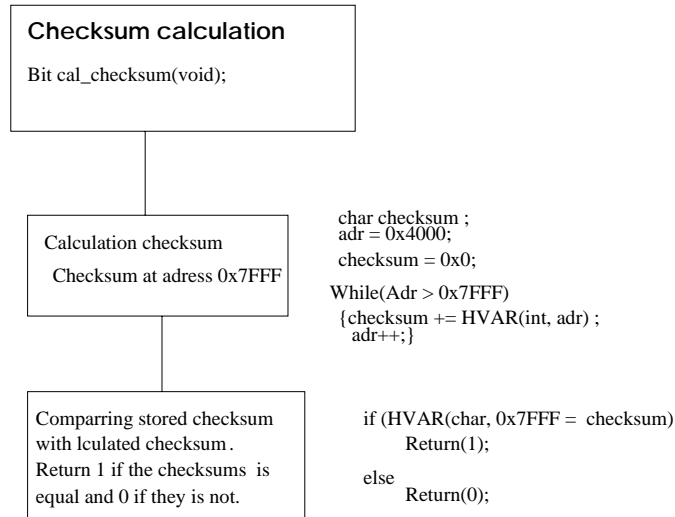 Checksum calculation
Bit cal_checksum(void);
Calculation checksum
Checksum at adress 0x7FFF
char checksum ;
adr = 0x4000;
checksum = 0x0;
While(Adr > 0x7FFF)
{checksum += HVAR(int, adr) ;
adr++;}
Comparring stored checksum
with lculated checksum .
Return 1 if the checksums is
equal and 0 if they is not.
if (HVAR(char, 0x7FFF = checksum)
Return(1);
else
Return(0);